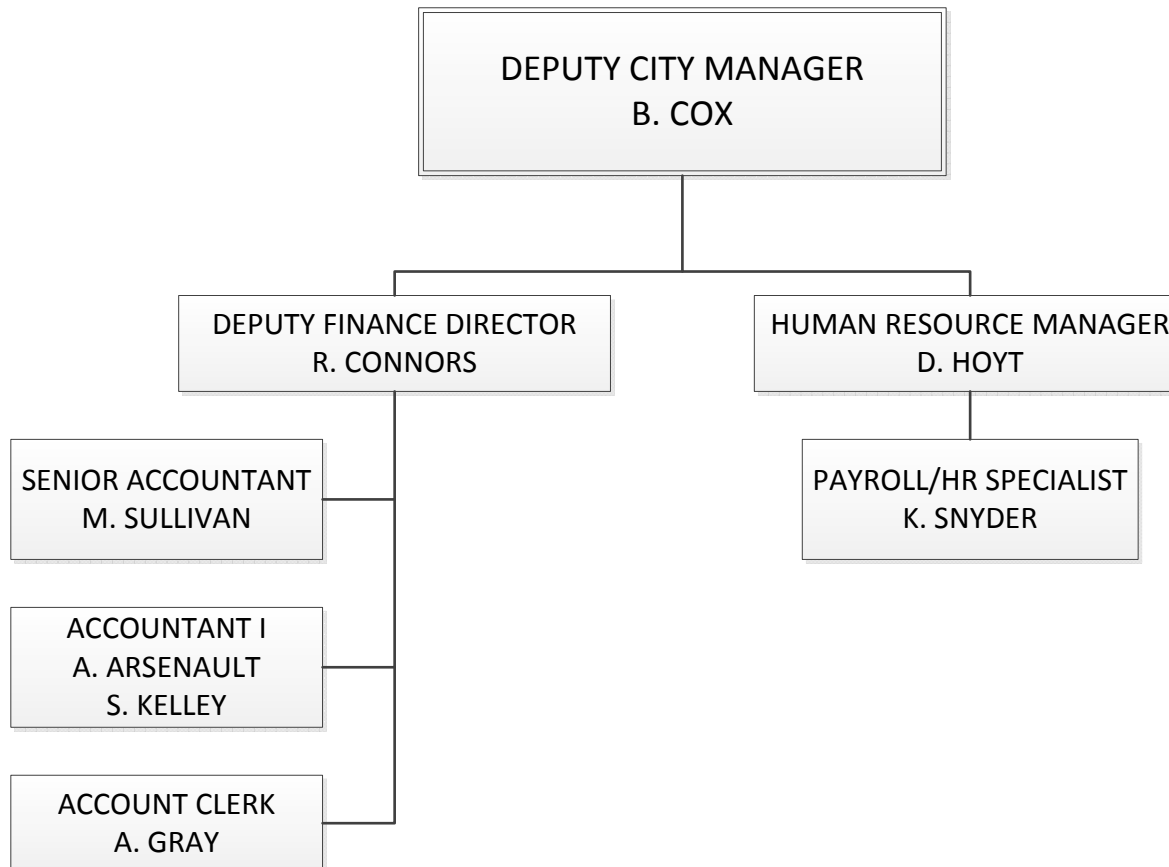 DEPUTY CITY MANAGER
B. COX
DEPUTY FINANCE DIRECTOR
R. CONNORS
HUMAN RESOURCE MANAGER
D. HOYT
SENIOR ACCOUNTANT
M. SULLIVAN
PAYROLL/HR SPECIALIST
K. SNYDER
ACCOUNTANT I
A. ARSENAULT
S. KELLEY
ACCOUNT CLERK
A. GRAY